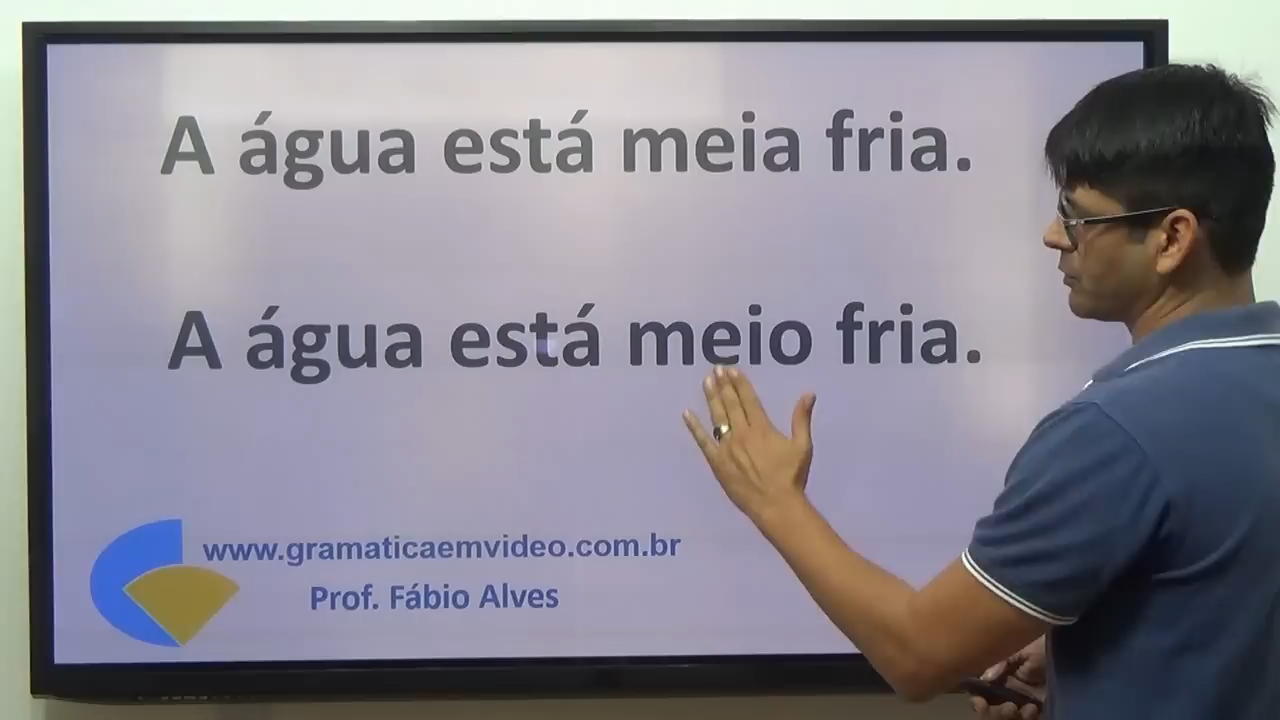 A água está meia fria.
A água está meio fria.
www.gramaticaemvideo.com.br
Prof. Fábio Alves